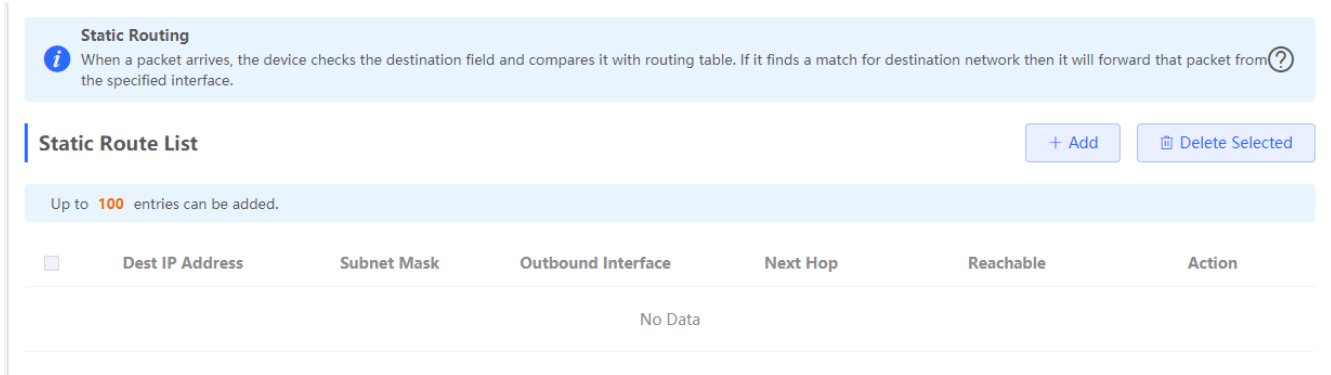 Static Routing
When a packet arrives, the device checks the destination field and compares it with routing table. If it finds a match for destination network then it will forward that packet from
the specified interface.
Static Route List
+ Add
Delete Selected
Up to 100 entries can be added.
Dest IP Address Subnet Mask Outbound Interface Next Hop Reachable Action
No Data